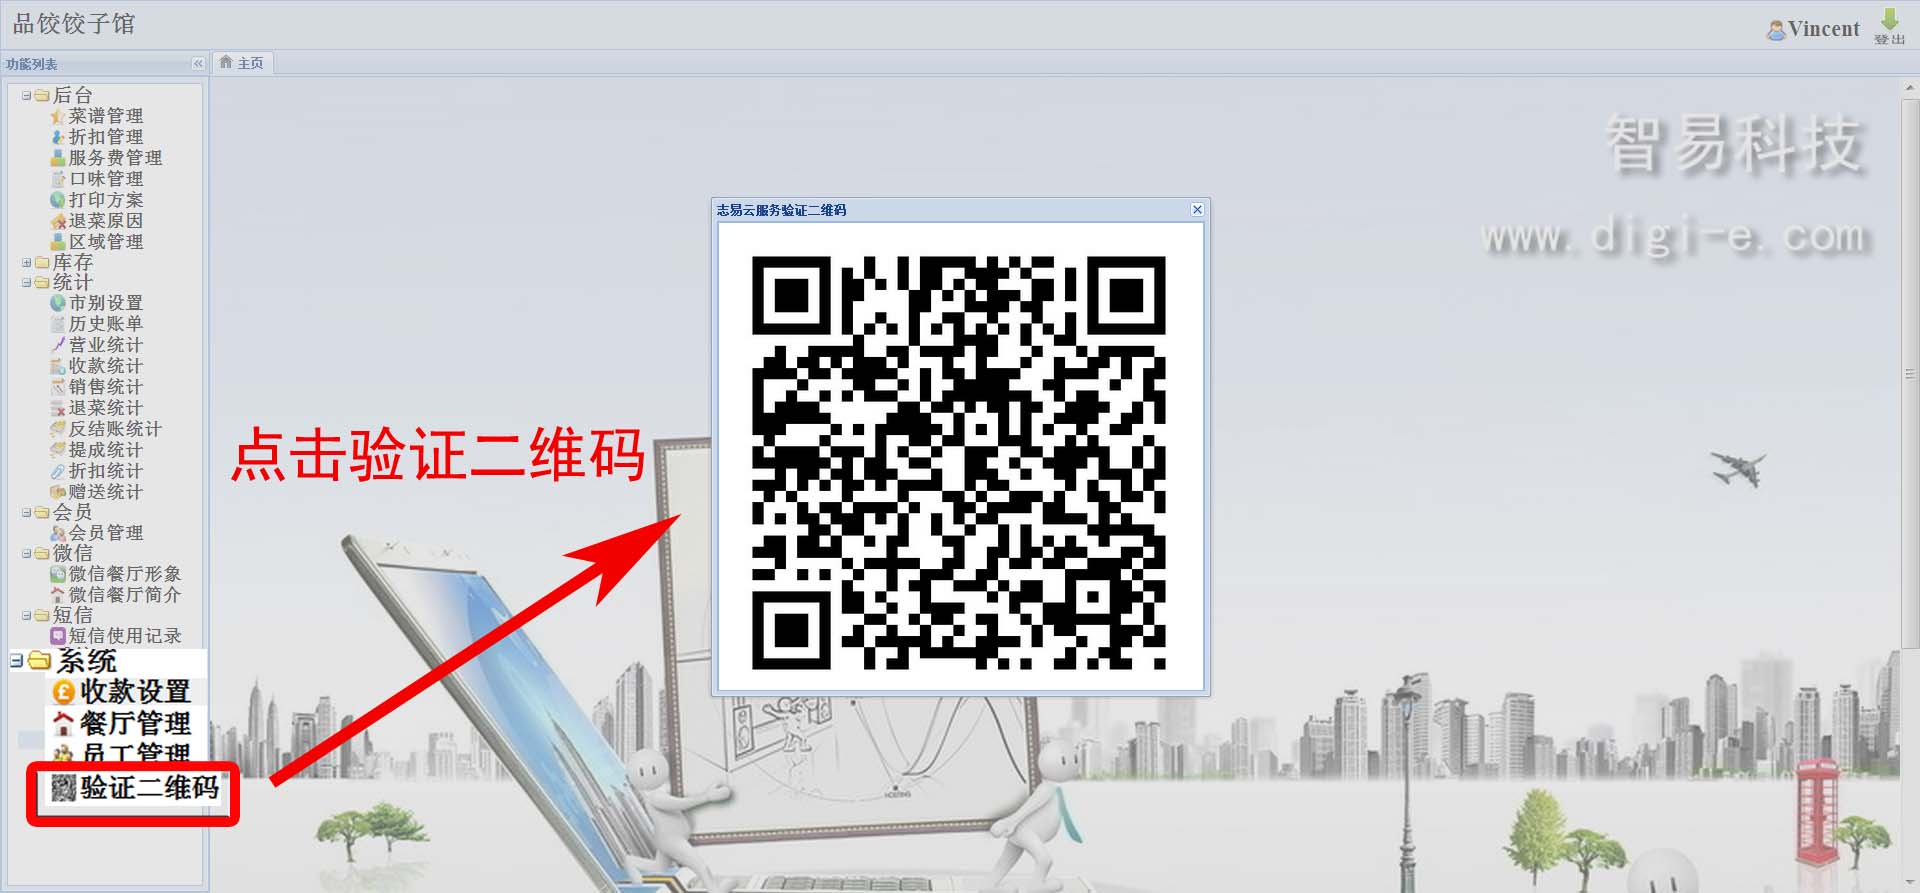 品饺饺子馆
Vincent
登出
功能列表
主页
后台
菜谱管理
折扣管理
服务费管理
口味管理
打印方案
退菜原因
区域管理
库存
统计
市别设置
历史账单
营业统计
收款统计
销售统计
退菜统计
反结账统计
提成统计
折扣统计
赠送统计
会员
会员管理
微信
微信餐厅形象
微信餐厅简介
短信
短信使用记录
系统
收款设置
餐厅管理
员工管理
验证二维码
点击验证二维码
志易云服务验证二维码
智易科技
www.digi-e.com
HOSTING